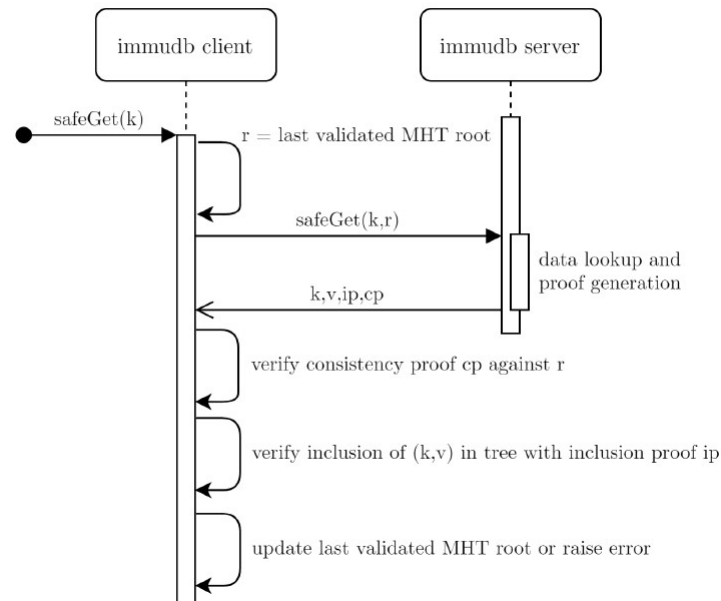 immudb client
immudb server
safeGet(k)
r = last validated MHT root
safeGet(k,r)
data lookup and
proof generation
k,v,ip,cp
verify consistency proof cp against r
verify inclusion of (k,v) in tree with inclusion proof ip
update last validated MHT root or raise error